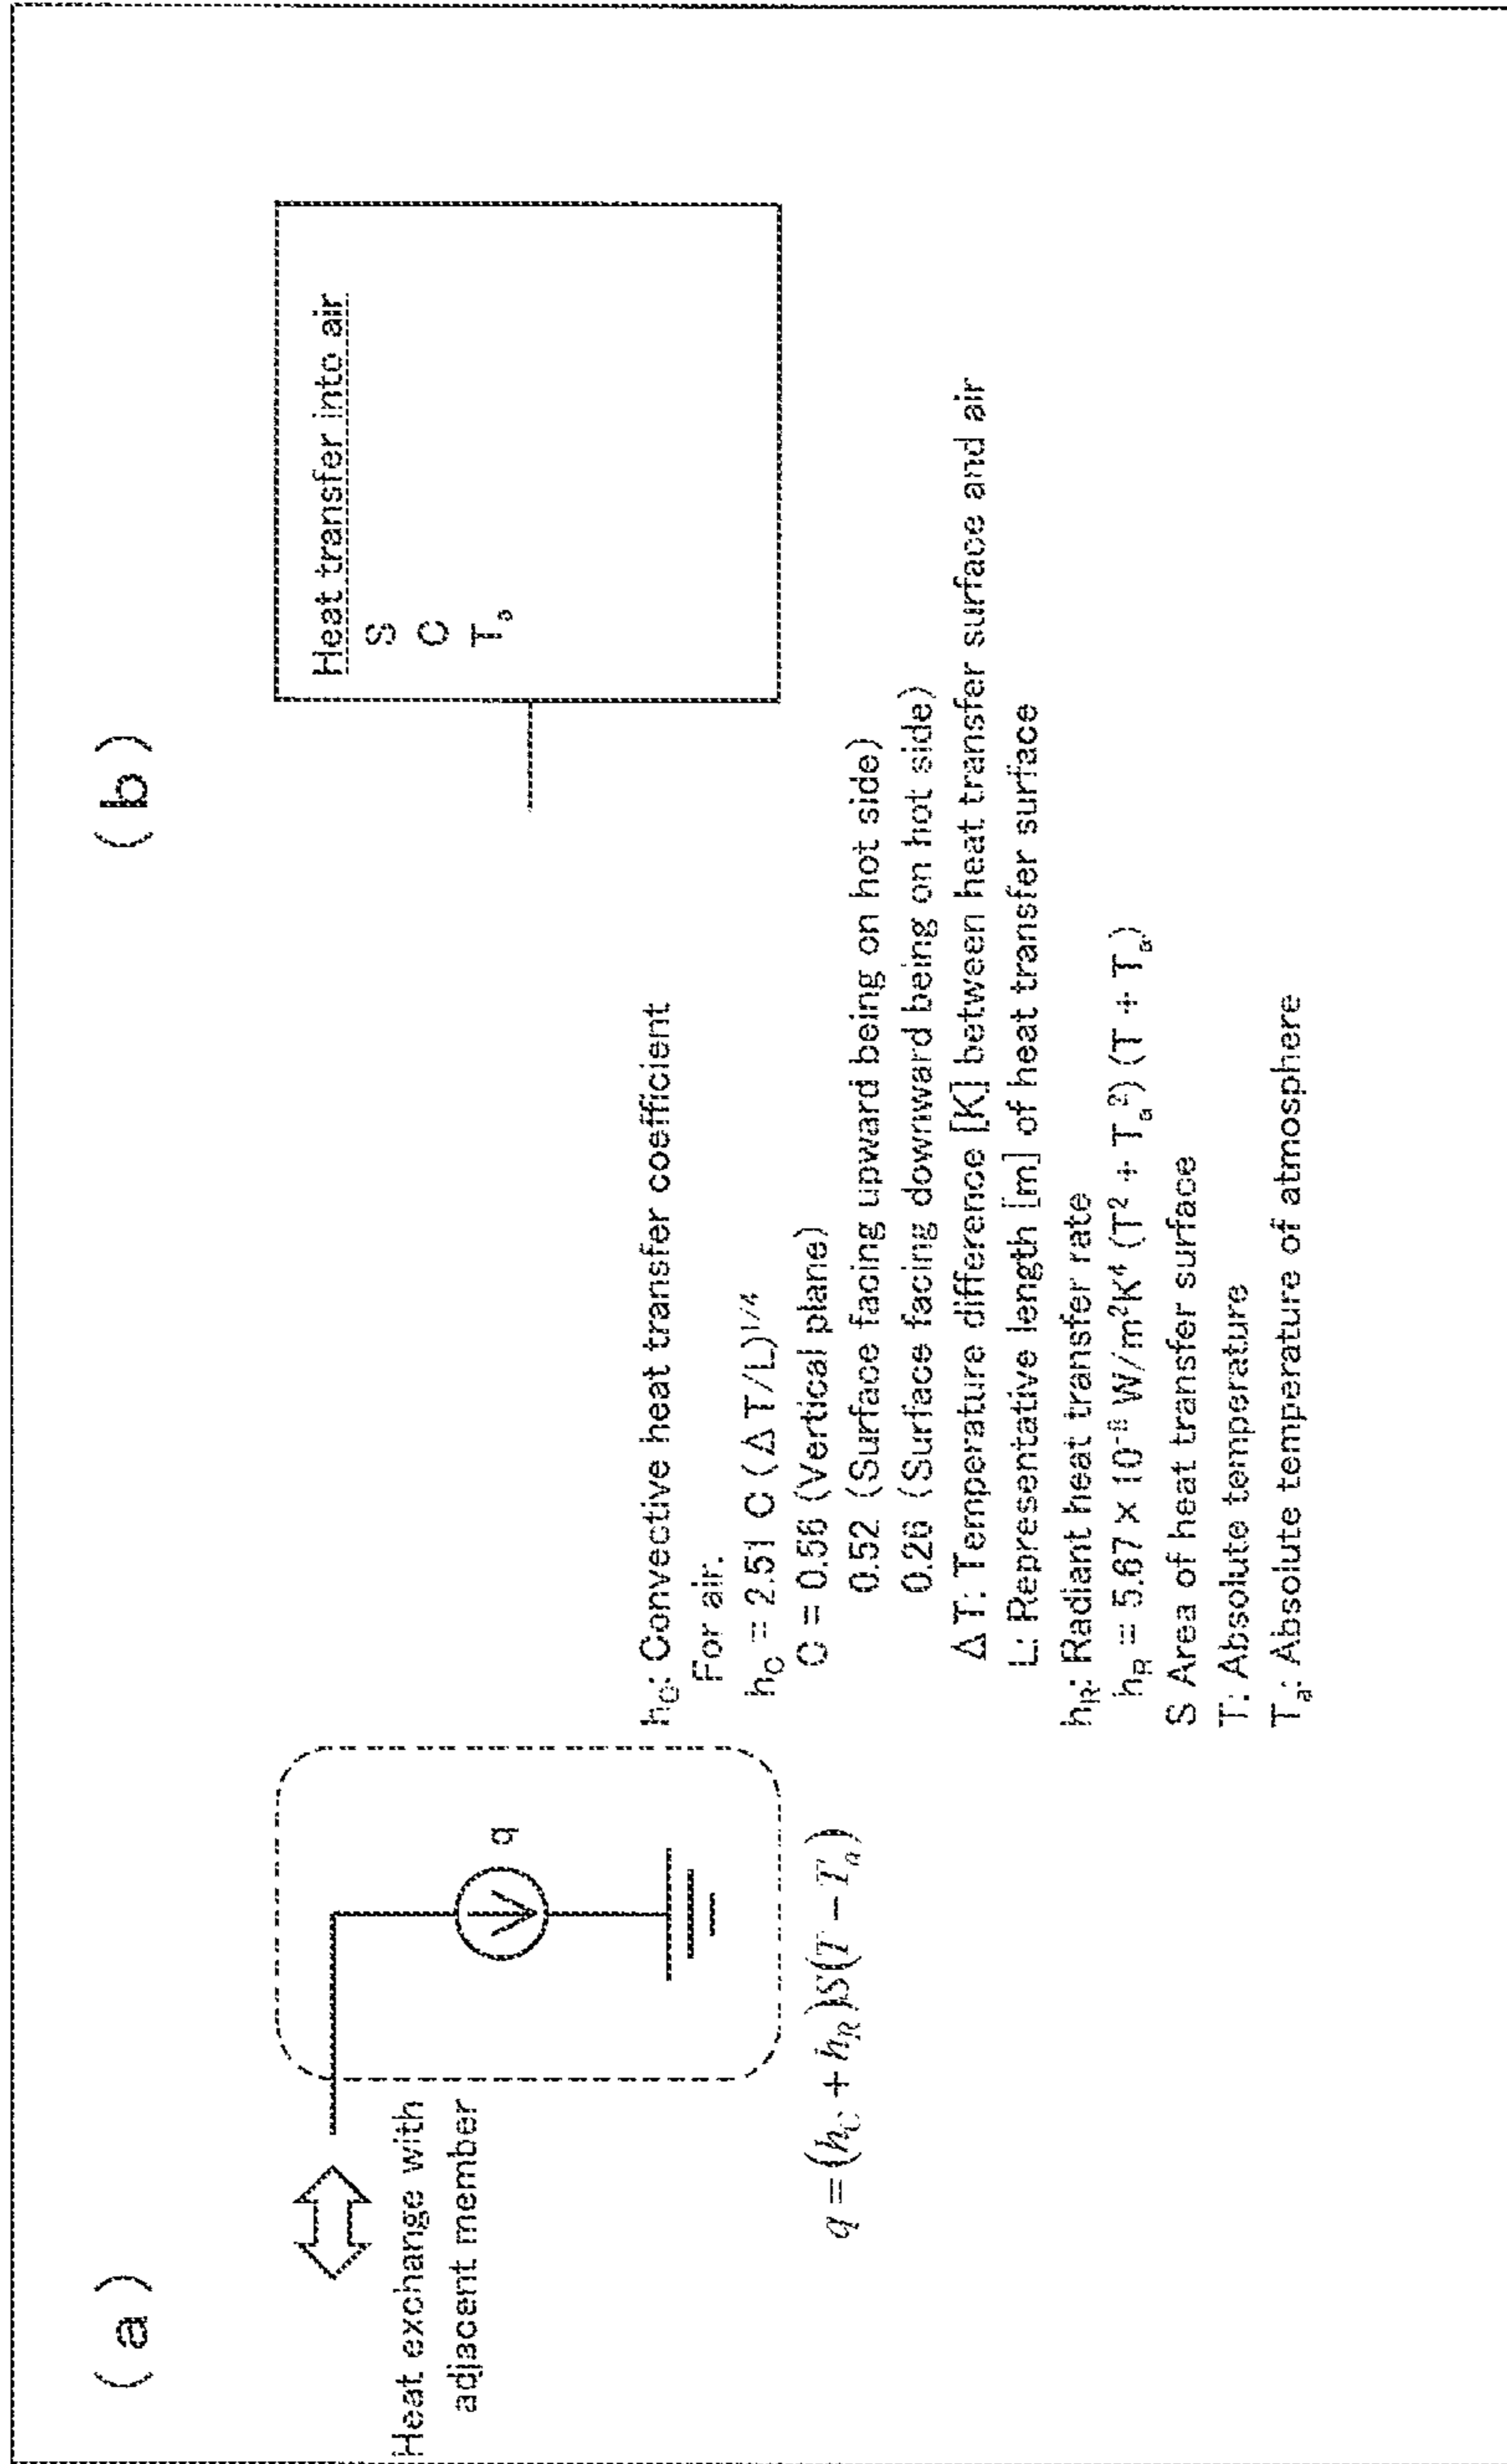 (a)
Heat exchange with
adjacent member
q
q = (h_C + h_R)S(T − T_a)
(b)
Heat transfer into air
S
C
T_a
h_C: Convective heat transfer coefficient
For air.
h_C = 2.51 C (ΔT/L)^1/4
C = 0.56 (Vertical plane)
0.52 (Surface facing upward being on hot side)
0.26 (Surface facing downward being on hot side)
ΔT: Temperature difference [K] between heat transfer surface and air
L: Representative length [m] of heat transfer surface
h_R: Radiant heat transfer rate
h_R = 5.67 × 10^-8 W/m²K⁴ (T² + T_a²) (T + T_a)
S Area of heat transfer surface
T: Absolute temperature
T_a: Absolute temperature of atmosphere